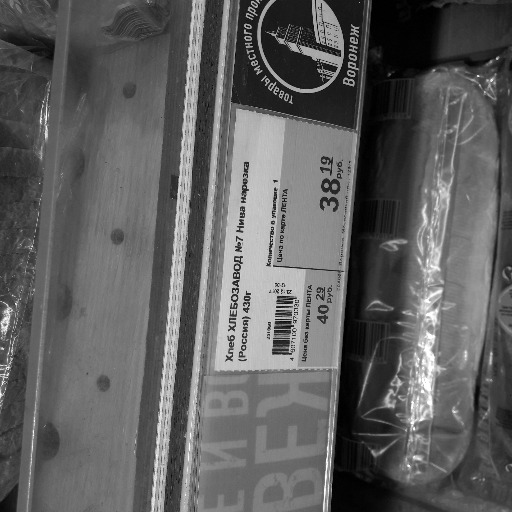 Товары местного
Воронеж
Хлеб ХЛЕБОЗАВОД №7 Нива нарезка
(Россия) 430г
Количество в упаковке 1
Цена по карте ЛЕНТА
38 19
руб.
Цена без карты ЛЕНТА
40 29
руб.